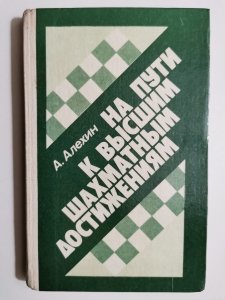 А. Алехин
НА ПУТИ
К ВЫСШИМ
ШАХМАТНЫМ
ДОСТИЖЕНИЯМ